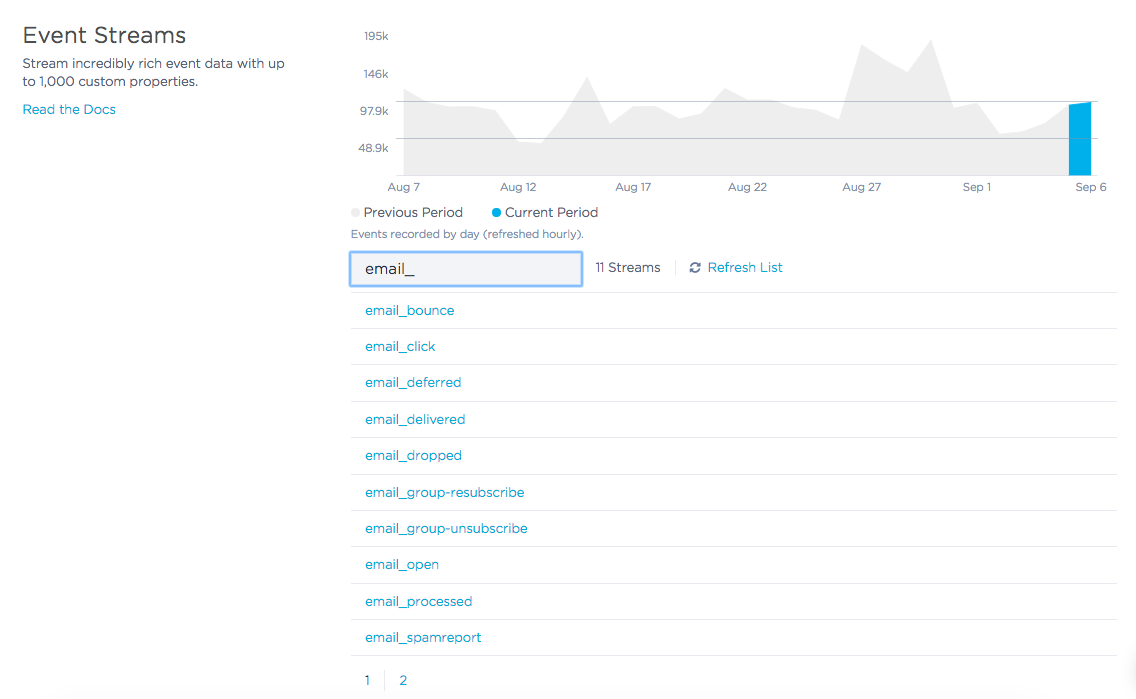 Event Streams
Stream incredibly rich event data with up
to 1,000 custom properties.
Read the Docs
195k
146k
97.9k
48.9k
Aug 7 Aug 12 Aug 17 Aug 22 Aug 27 Sep 1 Sep 6
Previous Period Current Period
Events recorded by day (refreshed hourly).
email_ 11 Streams Refresh List
email_bounce
email_click
email_deferred
email_delivered
email_dropped
email_group-resubscribe
email_group-unsubscribe
email_open
email_processed
email_spamreport
1 2